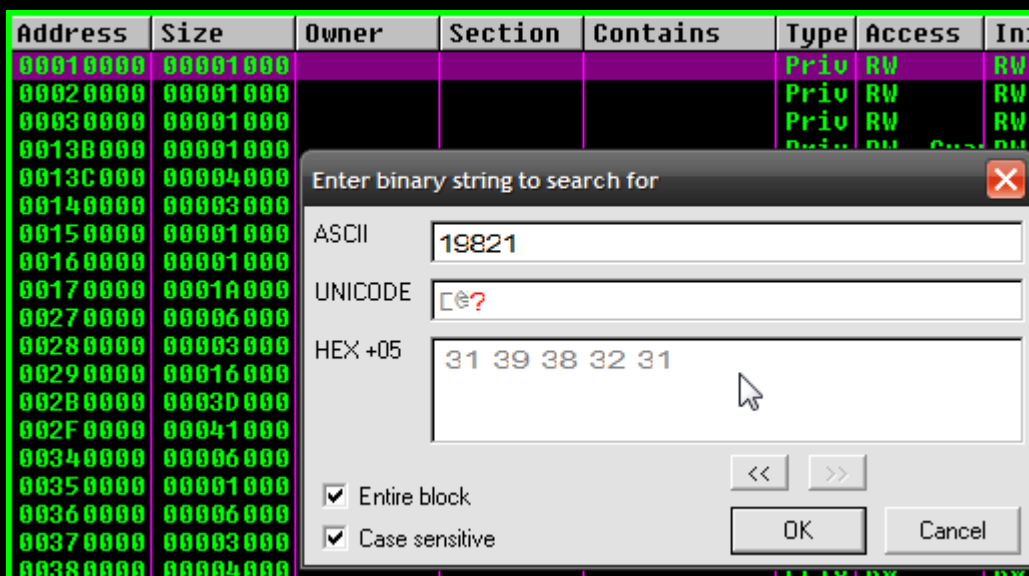 Address Size Owner Section Contains Type Access
00010000 00001000 Priv RW RW
00020000 00001000 Priv RW RW
00030000 00001000 Priv RW RW
0013B000 00001000
0013C000 00004000
00140000 00003000
00150000 00001000
00160000 00001000
00170000 0001A000
00270000 00006000
00280000 00003000
00290000 00016000
002B0000 0003D000
002F0000 00041000
00340000 00006000
00350000 00001000
00360000 00006000
00370000 00003000
00380000 00004000
Enter binary string to search for
ASCII 19821
UNICODE ?
HEX +05 31 39 38 32 31
<< >>
Entire block
Case sensitive
OK Cancel